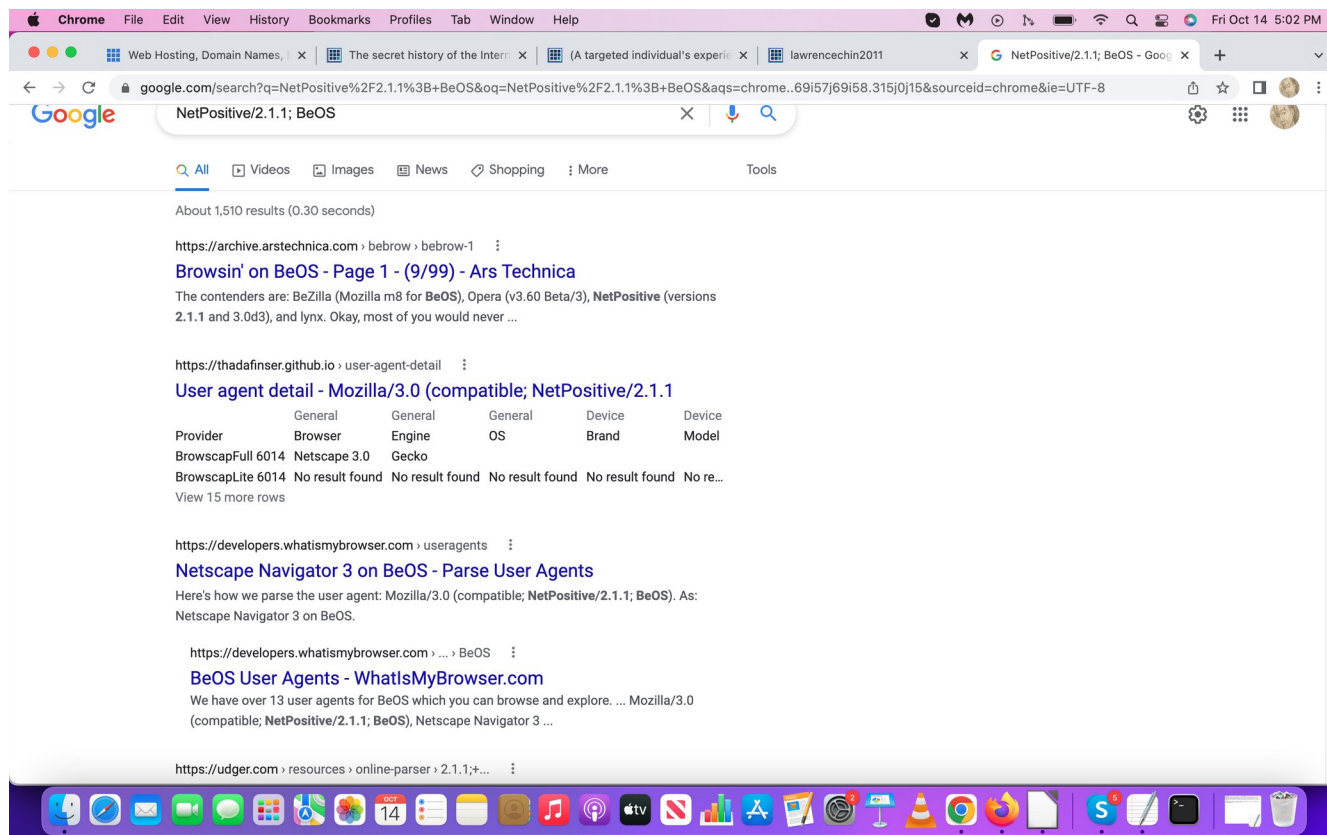 Chrome File Edit View History Bookmarks Profiles Tab Window Help Fri Oct 14 5:02 PM
Web Hosting, Domain Names, The secret history of the Intern (A targeted individual's experie lawrencechin2011 NetPositive/2.1.1; BeOS - Goog
google.com/search?q=NetPositive%2F2.1.1%3B+BeOS&oq=NetPositive%2F2.1.1%3B+BeOS&aqs=chrome..69i57j69i58.315j0j15&sourceid=chrome&ie=UTF-8
Google NetPositive/2.1.1; BeOS
All Videos Images News Shopping More Tools
About 1,510 results (0.30 seconds)
https://archive.arstechnica.com › bebrow › bebrow-1
Browsin' on BeOS - Page 1 - (9/99) - Ars Technica
The contenders are: BeZilla (Mozilla m8 for BeOS), Opera (v3.60 Beta/3), NetPositive (versions
2.1.1 and 3.0d3), and lynx. Okay, most of you would never ...
https://thadafinser.github.io › user-agent-detail
User agent detail - Mozilla/3.0 (compatible; NetPositive/2.1.1
General General General Device Device
Provider Browser Engine OS Brand Model
BrowscapFull 6014 Netscape 3.0 Gecko
BrowscapLite 6014 No result found No result found No result found No result found No re...
View 15 more rows
https://developers.whatismybrowser.com › useragents
Netscape Navigator 3 on BeOS - Parse User Agents
Here's how we parse the user agent: Mozilla/3.0 (compatible; NetPositive/2.1.1; BeOS). As:
Netscape Navigator 3 on BeOS.
https://developers.whatismybrowser.com › ... › BeOS
BeOS User Agents - WhatIsMyBrowser.com
We have over 13 user agents for BeOS which you can browse and explore. ... Mozilla/3.0
(compatible; NetPositive/2.1.1; BeOS), Netscape Navigator 3 ...
https://udger.com › resources › online-parser › 2.1.1;+...
OCT
14
tv
2
S
5